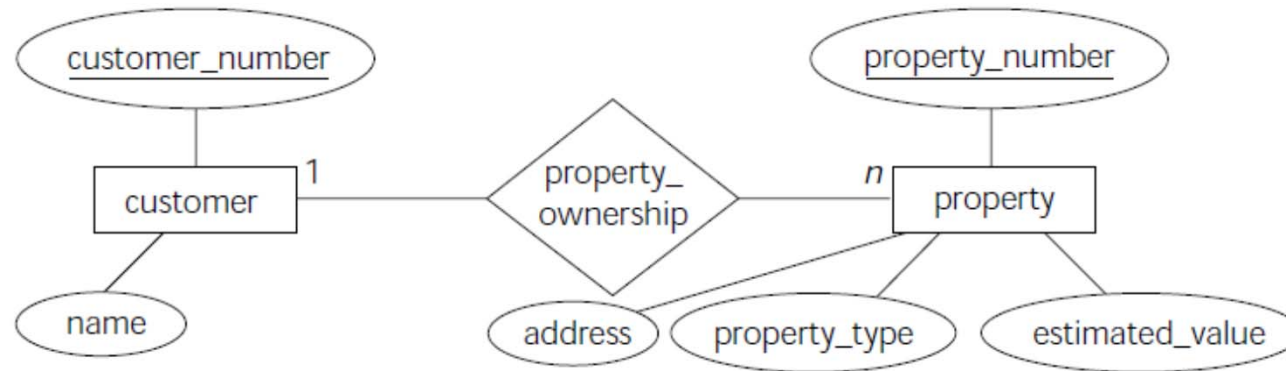 customer_number
property_number
1
property_
ownership
n
customer
property
name
address
property_type
estimated_value